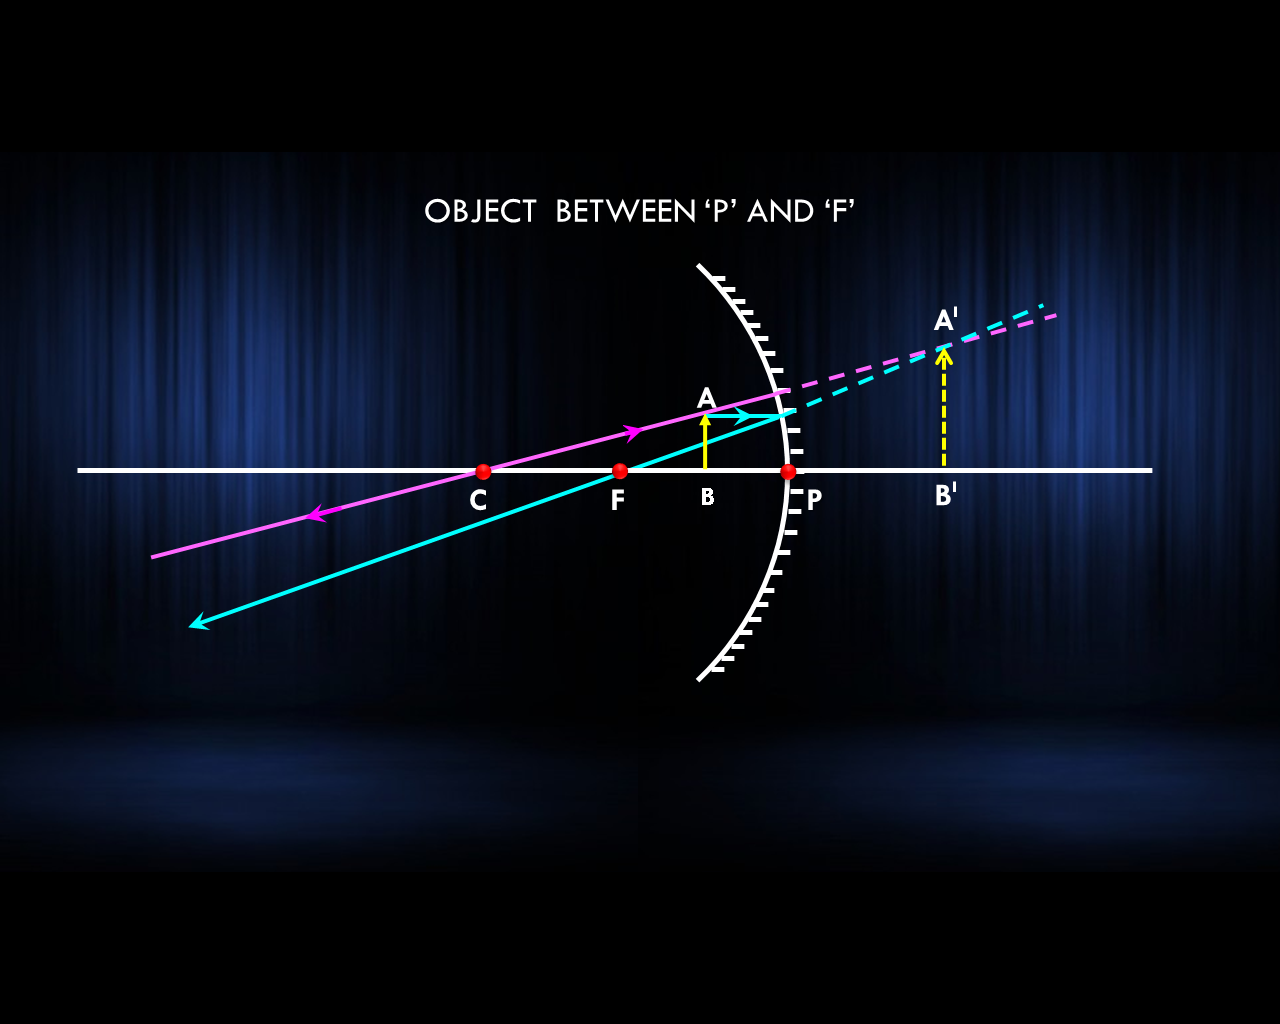 OBJECT BETWEEN ‘P’ AND ‘F’
A'
A
C
F
B
P
B'